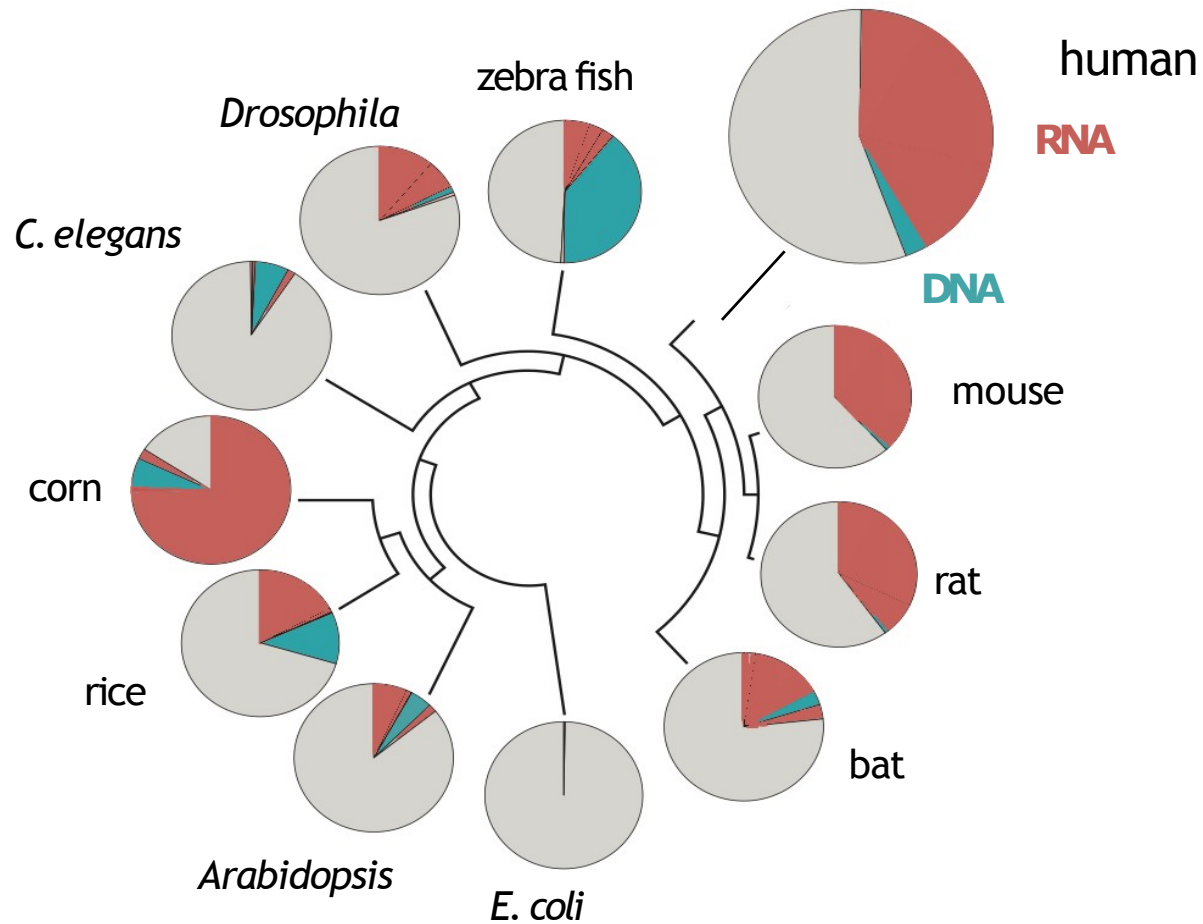 human
zebra fish
Drosophila
RNA
C. elegans
DNA
mouse
corn
rat
rice
bat
Arabidopsis
E. coli